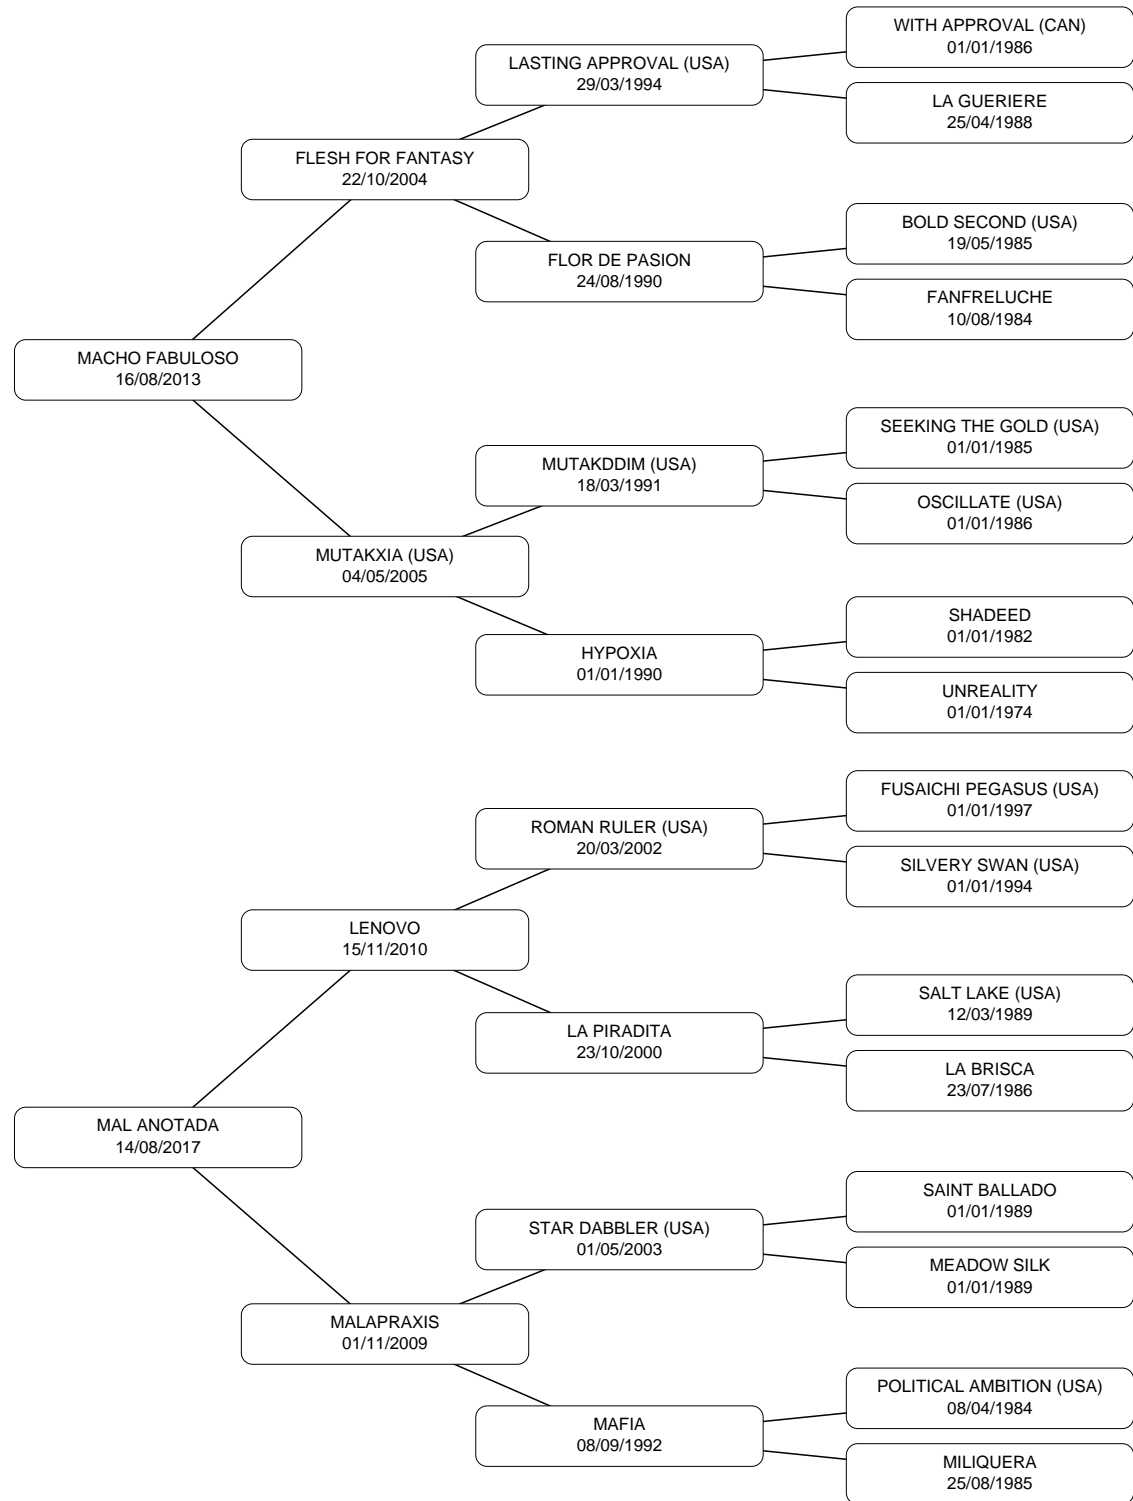 WITH APPROVAL (CAN)
01/01/1986
LASTING APPROVAL (USA)
29/03/1994
LA GUERIERE
25/04/1988
FLESH FOR FANTASY
22/10/2004
BOLD SECOND (USA)
19/05/1985
FLOR DE PASION
24/08/1990
FANFRELUCHE
10/08/1984
MACHO FABULOSO
16/08/2013
SEEKING THE GOLD (USA)
01/01/1985
MUTAKDDIM (USA)
18/03/1991
OSCILLATE (USA)
01/01/1986
MUTAKXIA (USA)
04/05/2005
SHADEED
01/01/1982
HYPOXIA
01/01/1990
UNREALITY
01/01/1974
FUSAICHI PEGASUS (USA)
01/01/1997
ROMAN RULER (USA)
20/03/2002
SILVERY SWAN (USA)
01/01/1994
LENOVO
15/11/2010
SALT LAKE (USA)
12/03/1989
LA PIRADITA
23/10/2000
LA BRISCA
23/07/1986
MAL ANOTADA
14/08/2017
SAINT BALLADO
01/01/1989
STAR DABBLER (USA)
01/05/2003
MEADOW SILK
01/01/1989
MALAPRAXIS
01/11/2009
POLITICAL AMBITION (USA)
08/04/1984
MAFIA
08/09/1992
MILIQUERA
25/08/1985